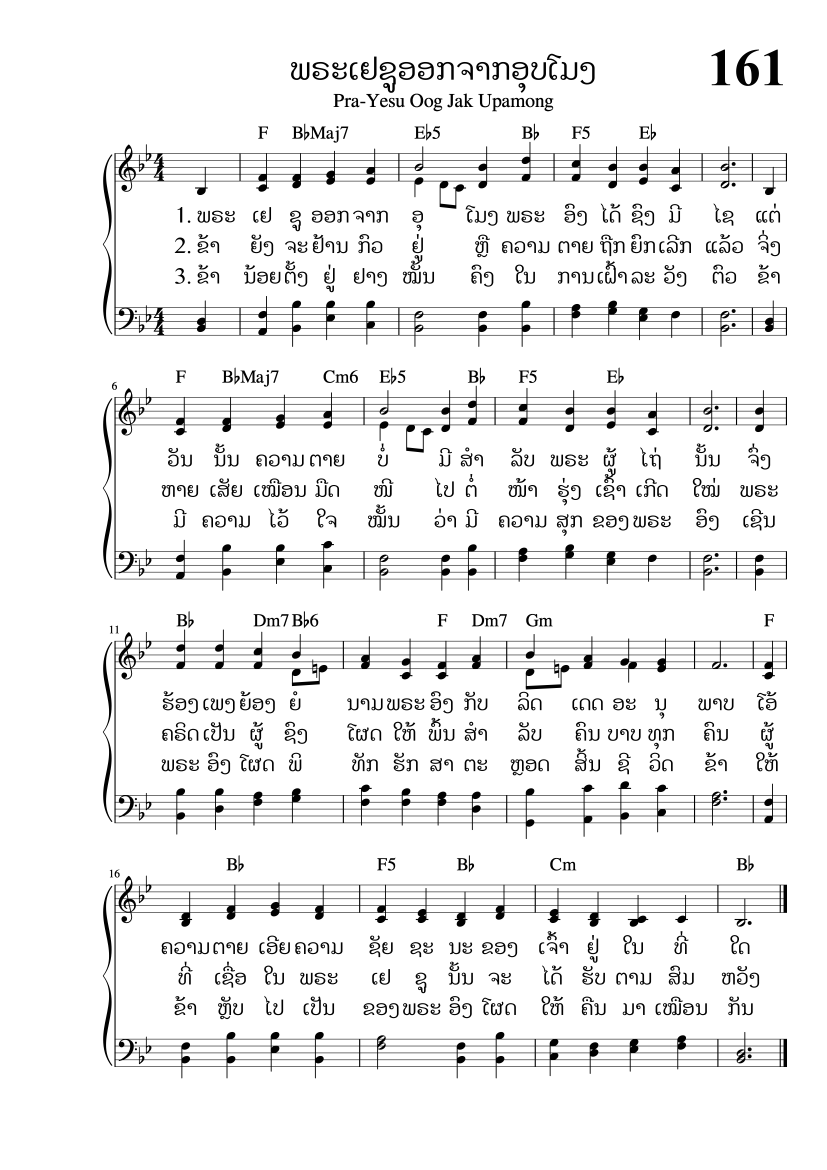 161
ພຣະເຢຊູອອກຈາກອຸບໂມງ
Pra-Yesu Oog Jak Upamong
F B♭Maj7 E♭5 B♭ F5 E♭
1. ພຣະ ເຢ ຊູ ອອກ ຈາກ ອຸ ໂມງ ພຣະ ອົງ ໄດ້ ຊົງ ມີ ໄຊ ແຕ່
2. ຂ້າ ຍັງ ຈະ ຢ້ານ ກົວ ຢູ່ ຫຼື ຄວາມ ຕາຍ ຖືກ ຍົກ ເລີກ ແລ້ວ ຈຶ່ງ
3. ຂ້າ ນ້ອຍ ຕັ້ງ ຢູ່ ຢາງ ໝັ້ນ ຄົງ ໃນ ການ ເຝົ້າ ລະ ວັງ ຕົວ ຂ້າ
6
F B♭Maj7 Cm6 E♭5 B♭ F5 E♭
ວັນ ນັ້ນ ຄວາມ ຕາຍ ບໍ່ ມີ ສໍາ ລັບ ພຣະ ຜູ້ ໄຖ່ ນັ້ນ ຈົ່ງ
ຫາຍ ເສັຍ ເໝືອນ ມືດ ໜີ ໄປ ຕໍ່ ໜ້າ ຮຸ່ງ ເຊົ້າ ເກີດ ໃໝ່ ພຣະ
ມີ ຄວາມ ໄວ້ ໃຈ ໝັ້ນ ວ່າ ມີ ຄວາມ ສຸກ ຂອງ ພຣະ ອົງ ເຊີນ
11
B♭ Dm7 B♭6 F Dm7 Gm F
ຮ້ອງ ເພງ ຍ້ອງ ຍໍ ນາມ ພຣະ ອົງ ກັບ ລິດ ເດດ ອະ ນຸ ພາບ ໂອ້
ຄຣິດ ເປັນ ຜູ້ ຊົງ ໂຜດ ໃຫ້ ພົ້ນ ສໍາ ລັບ ຄົນ ບາບ ທຸກ ຄົນ ຜູ້
ພຣະ ອົງ ໂຜດ ພິ ທັກ ຮັກ ສາ ຕະ ຫຼອດ ສິ້ນ ຊີ ວິດ ຂ້າ ໃຫ້
16
B♭ F5 B♭ Cm B♭
ຄວາມ ຕາຍ ເອີຍ ຄວາມ ຊັຍ ຊະ ນະ ຂອງ ເຈົ້າ ຢູ່ ໃນ ທີ່ ໃດ
ທີ່ ເຊື່ອ ໃນ ພຣະ ເຢ ຊູ ນັ້ນ ຈະ ໄດ້ ຮັບ ຕາມ ສົມ ຫວັງ
ຂ້າ ຫຼັບ ໄປ ເປັນ ຂອງ ພຣະ ອົງ ໂຜດ ໃຫ້ ຄືນ ມາ ເໝືອນ ກັນ